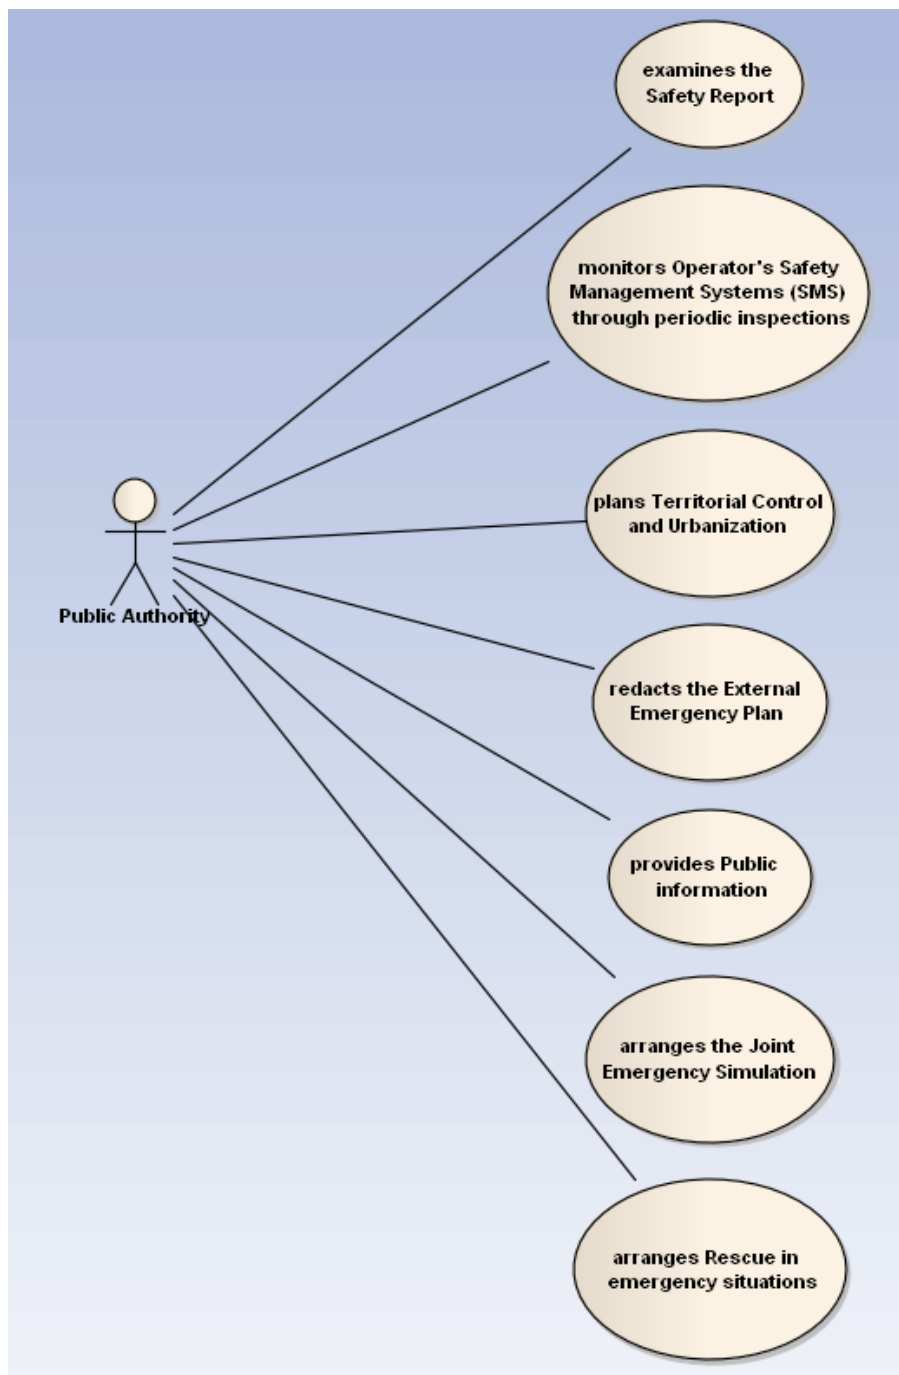 examines the
Safety Report
monitors Operator's Safety
Management Systems (SMS)
through periodic inspections
plans Territorial Control
and Urbanization
Public Authority
redacts the External
Emergency Plan
provides Public
information
arranges the Joint
Emergency Simulation
arranges Rescue in
emergency situations